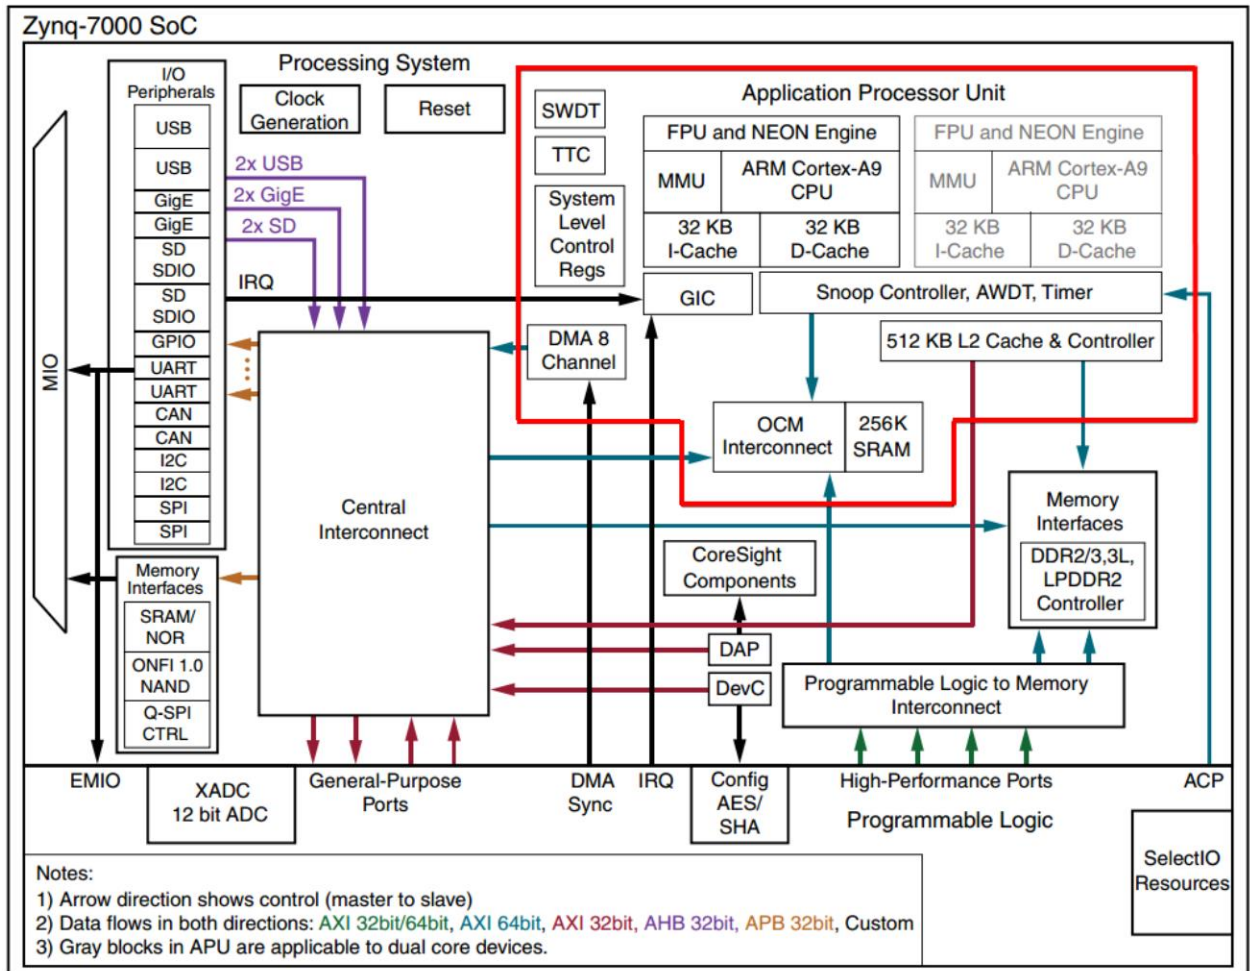 Zynq-7000 SoC
Processing System
I/O
Peripherals
USB
USB
GigE
GigE
SD
SDIO
SD
SDIO
GPIO
UART
UART
CAN
CAN
I2C
I2C
SPI
SPI
MIO
Clock
Generation
Reset
2x USB
2x GigE
2x SD
IRQ
Application Processor Unit
SWDT
TTC
System
Level
Control
Regs
FPU and NEON Engine
MMU
ARM Cortex-A9
CPU
32 KB
I-Cache
32 KB
D-Cache
FPU and NEON Engine
MMU
ARM Cortex-A9
CPU
32 KB
I-Cache
32 KB
D-Cache
GIC
Snoop Controller, AWDT, Timer
DMA 8
Channel
512 KB L2 Cache & Controller
OCM
Interconnect
256K
SRAM
Central
Interconnect
Memory
Interfaces
DDR2/3,3L,
LPDDR2
Controller
CoreSight
Components
DAP
DevC
Programmable Logic to Memory
Interconnect
Memory
Interfaces
SRAM/
NOR
ONFI 1.0
NAND
Q-SPI
CTRL
EMIO
XADC
12 bit ADC
General-Purpose
Ports
DMA
Sync
IRQ
Config
AES/
SHA
High-Performance Ports
ACP
Programmable Logic
SelectIO
Resources
Notes:
1) Arrow direction shows control (master to slave)
2) Data flows in both directions: AXI 32bit/64bit, AXI 64bit, AXI 32bit, AHB 32bit, APB 32bit, Custom
3) Gray blocks in APU are applicable to dual core devices.